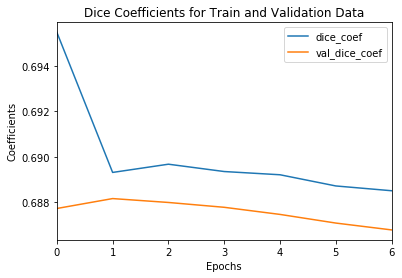 Dice Coefficients for Train and Validation Data
dice_coef
val_dice_coef
Coefficients
0.694
0.692
0.690
0.688
0 1 2 3 4 5 6
Epochs